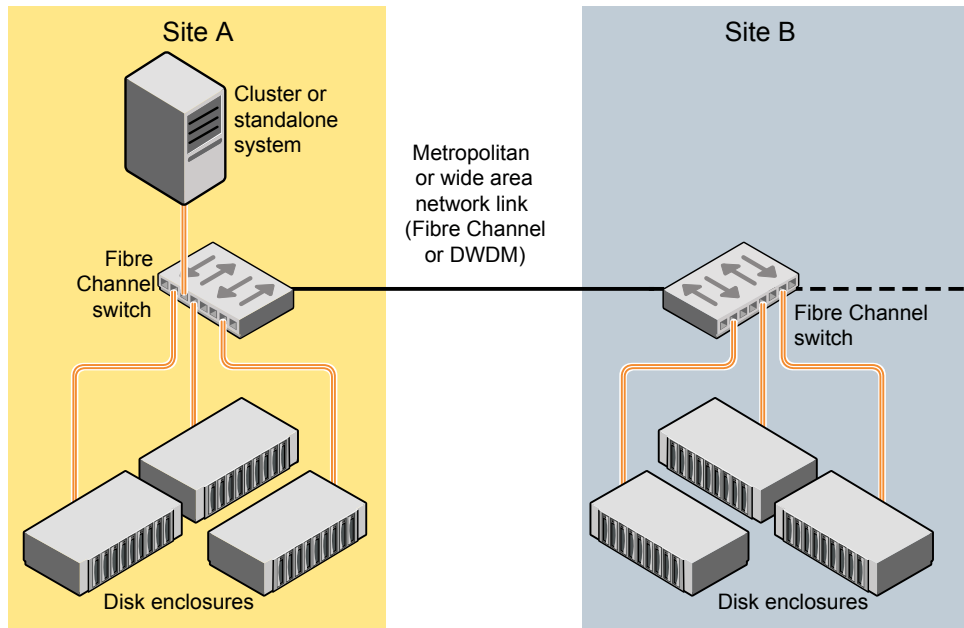 Site A
Cluster or
standalone
system
Fibre
Channel
switch
Disk enclosures
Metropolitan
or wide area
network link
(Fibre Channel
or DWDM)
Site B
Fibre Channel
switch
Disk enclosures